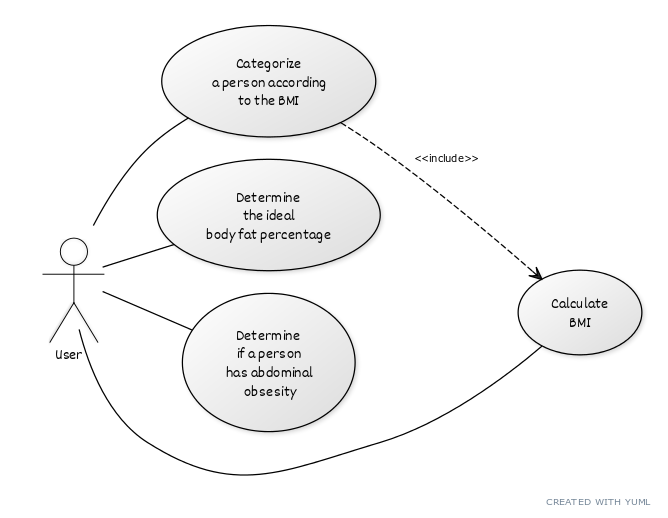 Categorize
a person according
to the BMI
<<include>>
Determine
the ideal
body fat percentage
Calculate
BMI
Determine
if a person
has abdominal
obsesity
User
CREATED WITH YUML